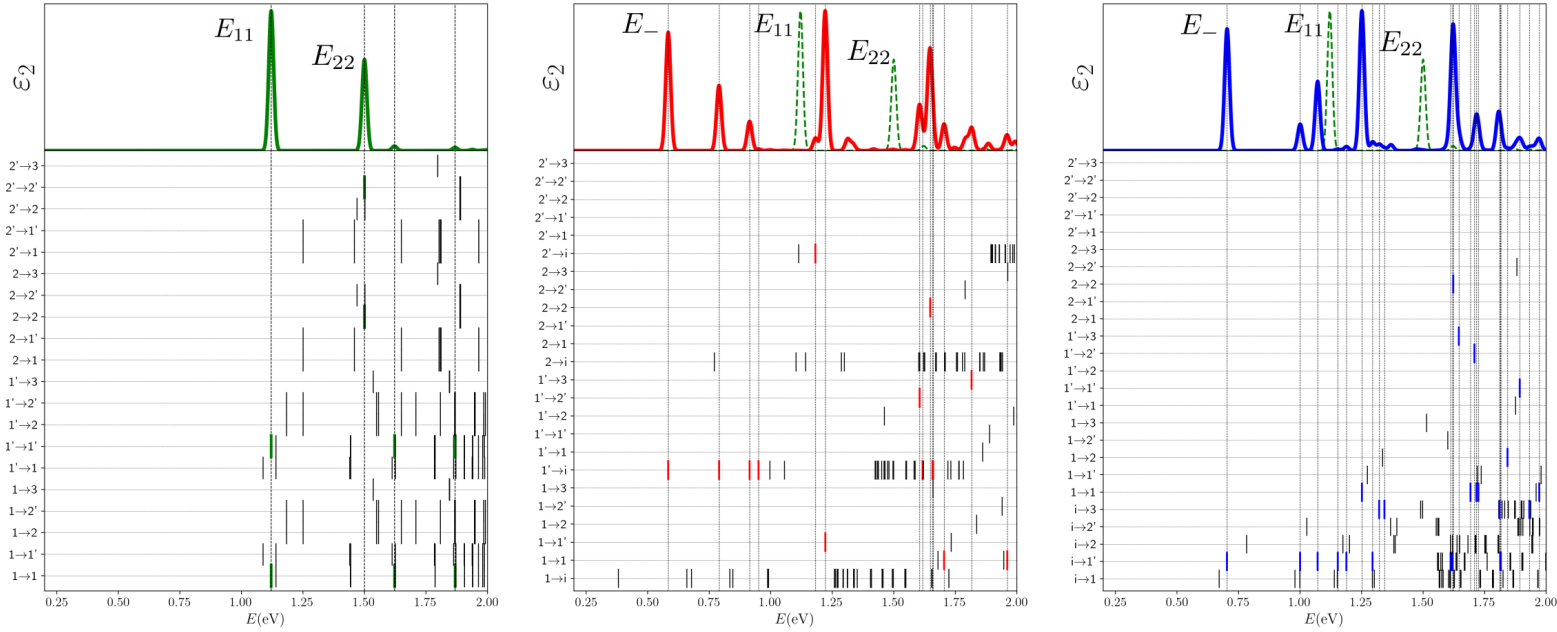 ε₂
E₁₁
E₂₂
2'→3
2'→2'
2'→2
2'→1'
2'→1
2→3
2→2'
2→2
2→1'
2→1
1'→3
1'→2'
1'→2
1'→1'
1'→1
1→3
1→2'
1→2
1→1'
1→1
0.25 0.50 0.75 1.00 1.25 1.50 1.75 2.00
E(eV)
ε₂
E₋
E₁₁
E₂₂
2'→3
2'→2'
2'→2
2'→1'
2'→1
2'→i
2→3
2→2'
2→2
2→1'
2→1
2→i
1'→3
1'→2'
1'→2
1'→1'
1'→1
1'→i
1→3
1→2'
1→2
1→1'
1→1
1→i
0.25 0.50 0.75 1.00 1.25 1.50 1.75 2.00
E(eV)
ε₂
E₋
E₁₁
E₂₂
2'→3
2'→2'
2'→2
2'→1'
2'→1
2→3
2→2'
2→2
2→1'
2→1
1'→3
1'→2'
1'→2
1'→1'
1'→1
1→3
1→2'
1→2
1→1'
1→1
i→3
i→2'
i→2
i→1'
i→1
0.25 0.50 0.75 1.00 1.25 1.50 1.75 2.00
E(eV)